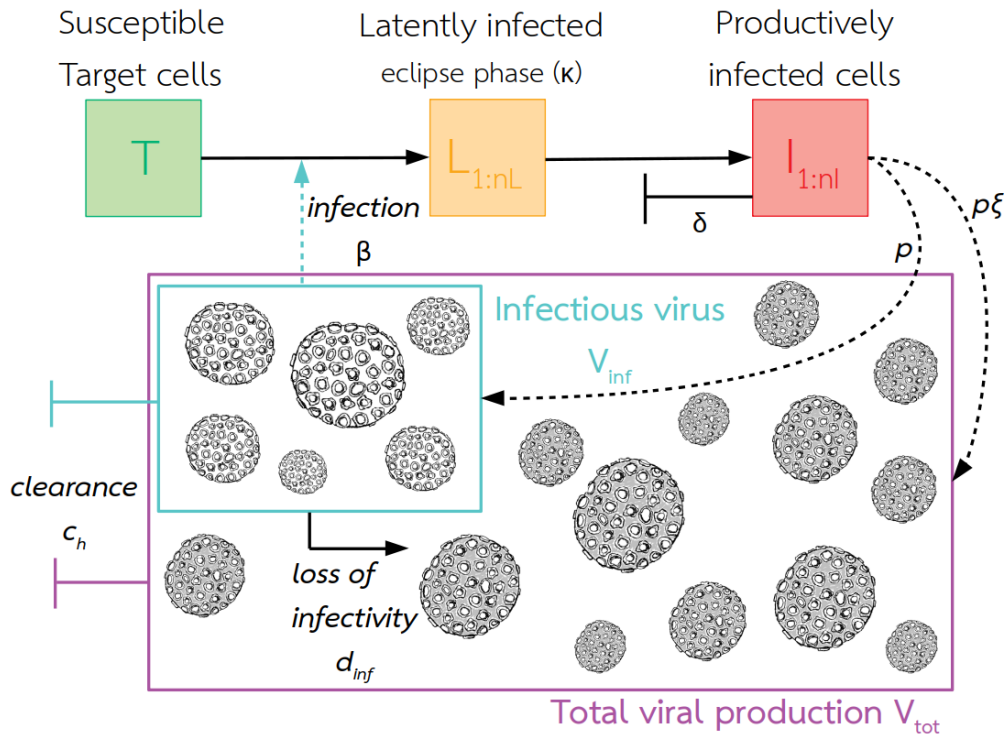 Susceptible
Target cells
Latently infected
eclipse phase (κ)
Productively
infected cells
T
L1:nL
I1:nI
infection
β
δ
p
pξ
Infectious virus
Vinf
clearance
ch
loss of
infectivity
dinf
Total viral production Vtot